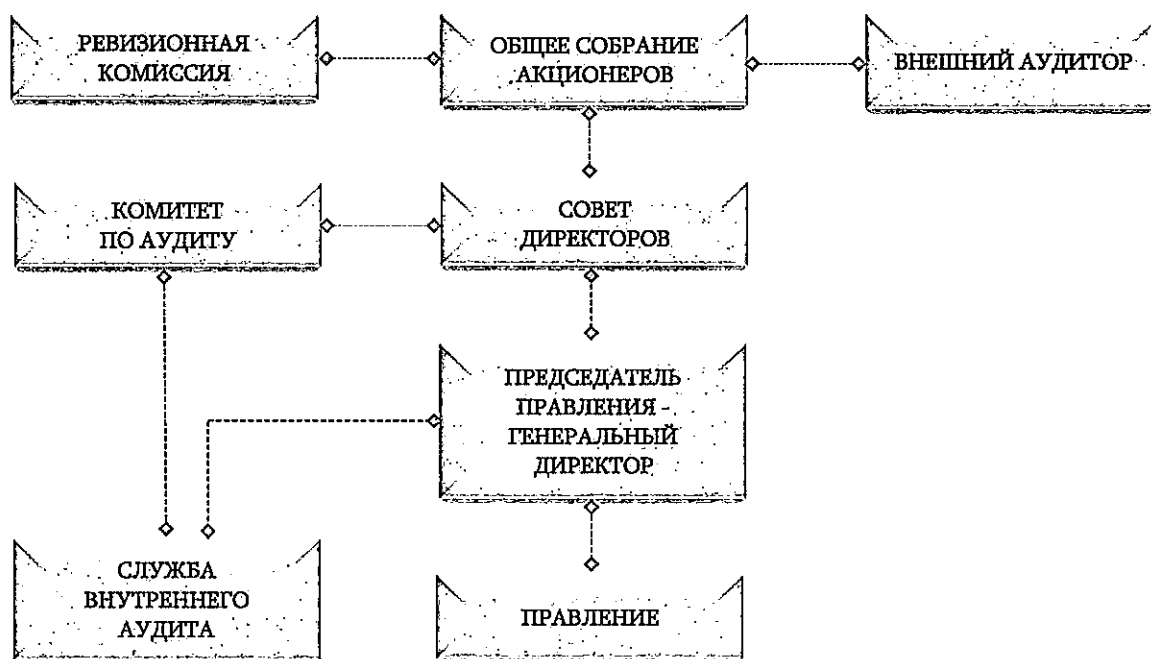 РЕВИЗИОННАЯ
КОМИССИЯ
ОБЩЕЕ СОБРАНИЕ
АКЦИОНЕРОВ
ВНЕШНИЙ АУДИТОР
КОМИТЕТ
ПО АУДИТУ
СОВЕТ
ДИРЕКТОРОВ
ПРЕДСЕДАТЕЛЬ
ПРАВЛЕНИЯ -
ГЕНЕРАЛЬНЫЙ
ДИРЕКТОР
СЛУЖБА
ВНУТРЕННЕГО
АУДИТА
ПРАВЛЕНИЕ